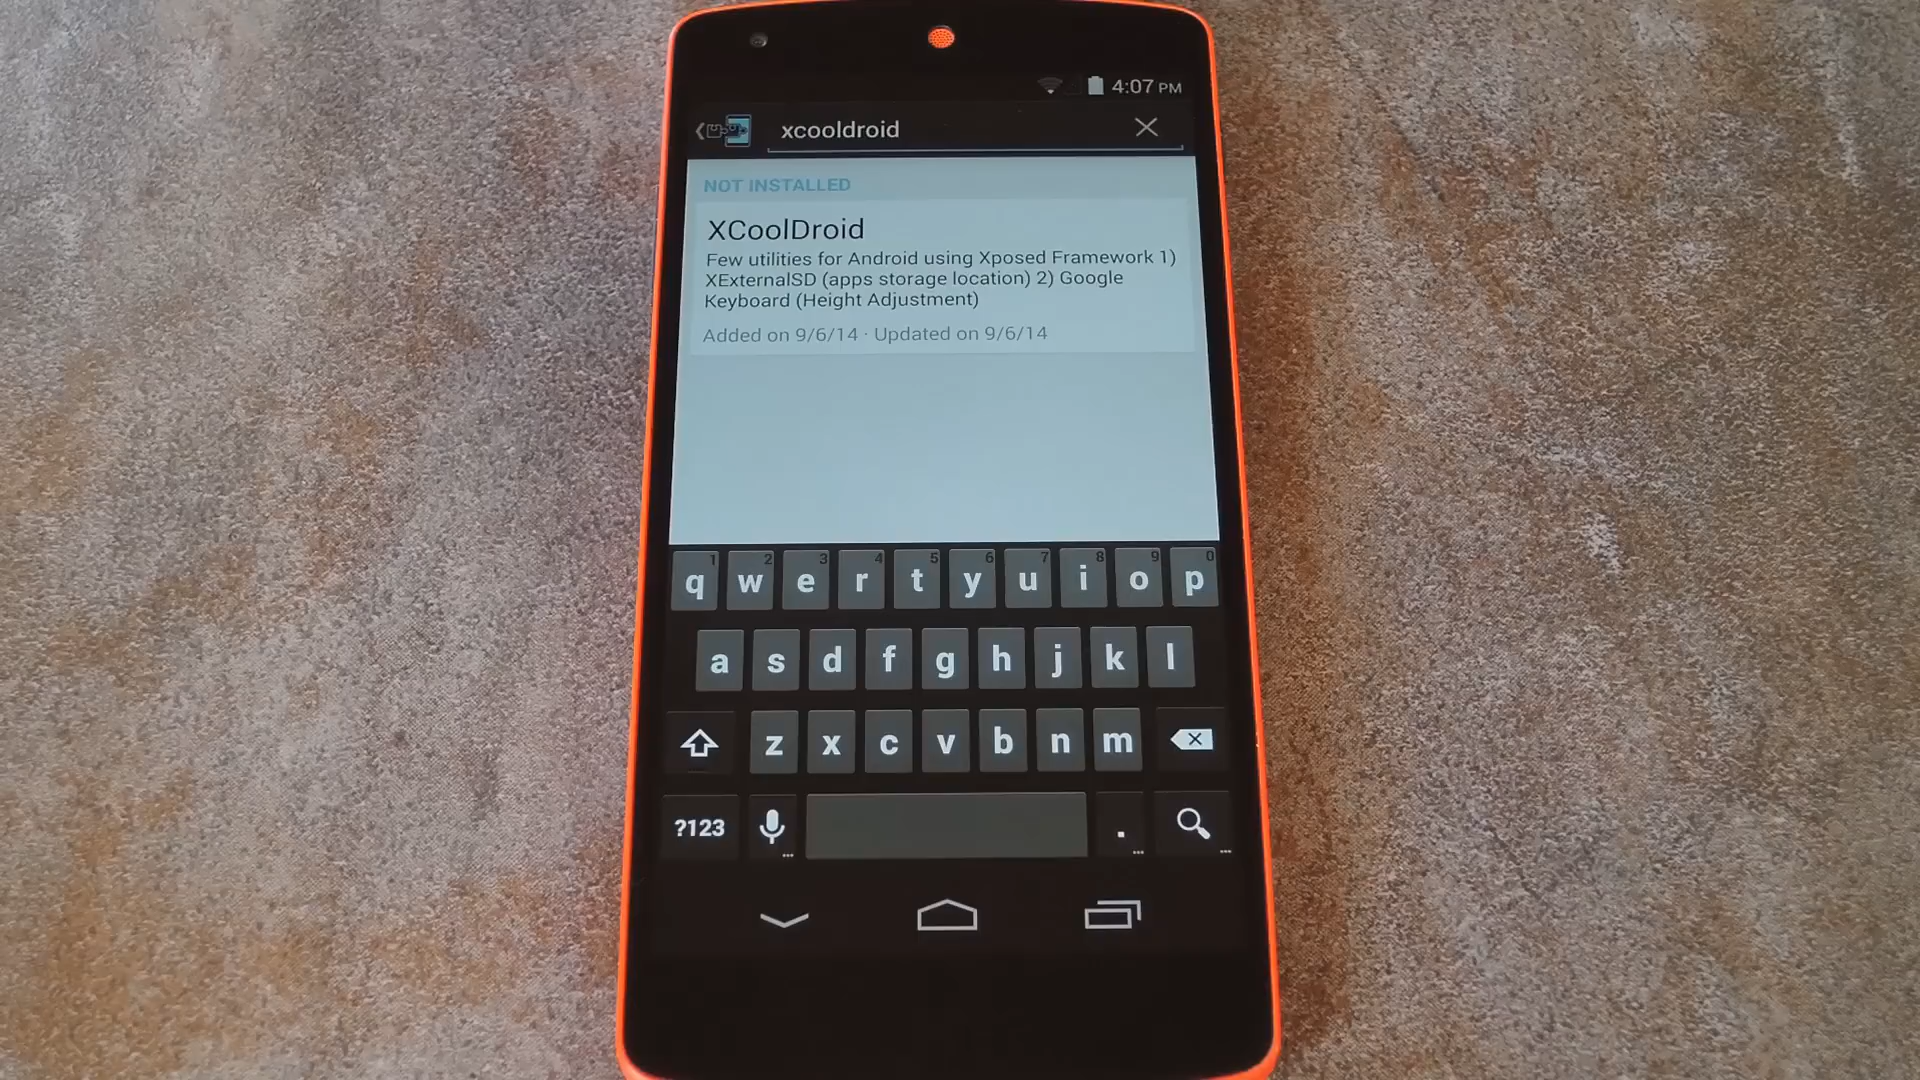 4:07 PM
xcooldroid
NOT INSTALLED
XCoolDroid
Few utilities for Android using Xposed Framework 1)
XExternalSD (apps storage location) 2) Google
Keyboard (Height Adjustment)
Added on 9/6/14 · Updated on 9/6/14
1 2 3 4 5 6 7 8 9 0
q w e r t y u i o p
a s d f g h j k l
z x c v b n m
?123 .